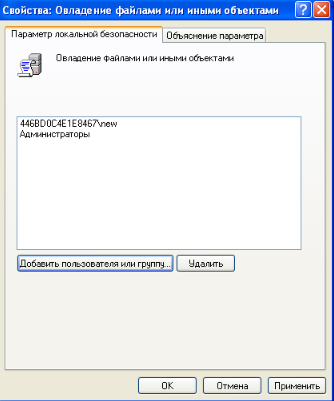 Свойства: Овладение файлами или иными объектами
Параметр локальной безопасности
Объяснение параметра
Овладение файлами или иными объектами
446BD0C4E1E8467\new
Администраторы
Добавить пользователя или группу...
Удалить
OK
Отмена
Применить